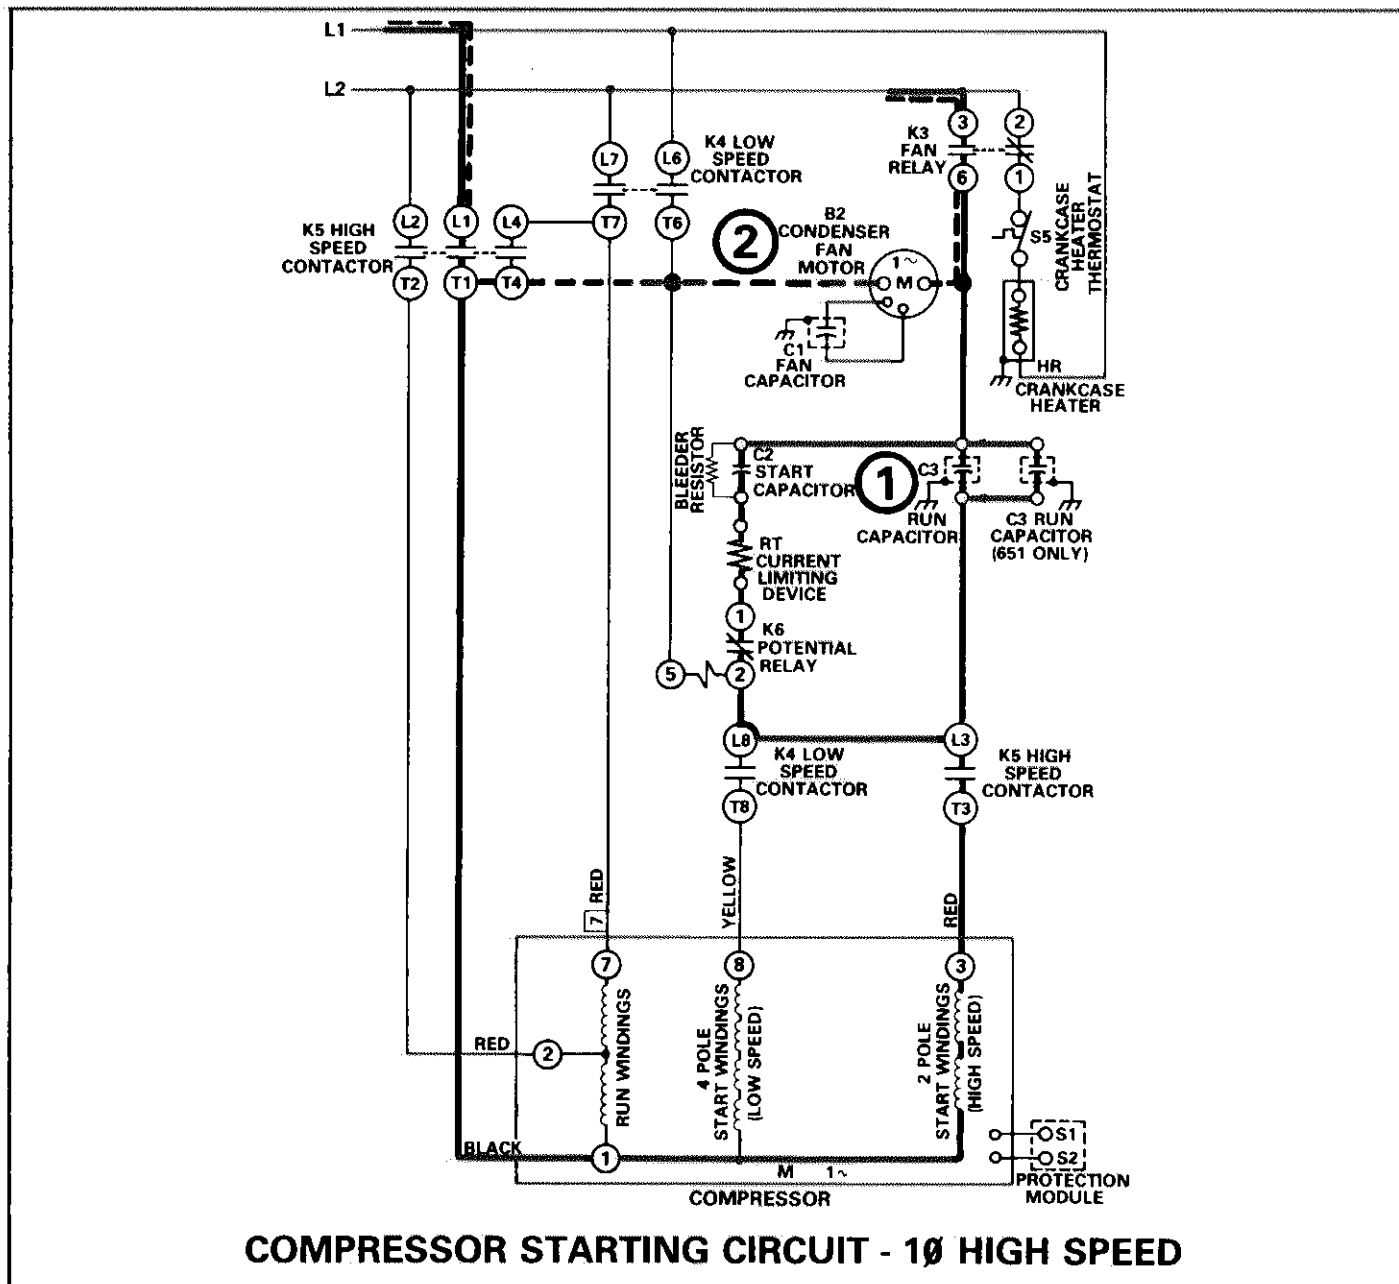 L1
L2
3
2
K3
FAN
RELAY
6
1
K4 LOW
SPEED
CONTACTOR
L7
L6
T7
T6
L2
L1
L4
K5 HIGH
SPEED
CONTACTOR
T2
T1
T4
2
B2
CONDENSER
FAN
MOTOR
1~
M
S5
CRANKCASE
HEATER
THERMOSTAT
C1
FAN
CAPACITOR
HR
CRANKCASE
HEATER
BLEEDER
RESISTOR
C2
START
CAPACITOR
1
C3
RUN
CAPACITOR
C3 RUN
CAPACITOR
(651 ONLY)
RT
CURRENT
LIMITING
DEVICE
1
K6
POTENTIAL
RELAY
5
2
L8
L3
K4 LOW
SPEED
CONTACTOR
K5 HIGH
SPEED
CONTACTOR
T8
T3
RED
7
YELLOW
RED
7
8
3
RED
2
RUN WINDINGS
4 POLE
START WINDINGS
(LOW SPEED)
2 POLE
START WINDINGS
(HIGH SPEED)
BLACK
1
M 1~
S1
S2
PROTECTION
MODULE
COMPRESSOR
COMPRESSOR STARTING CIRCUIT - 1Ø HIGH SPEED